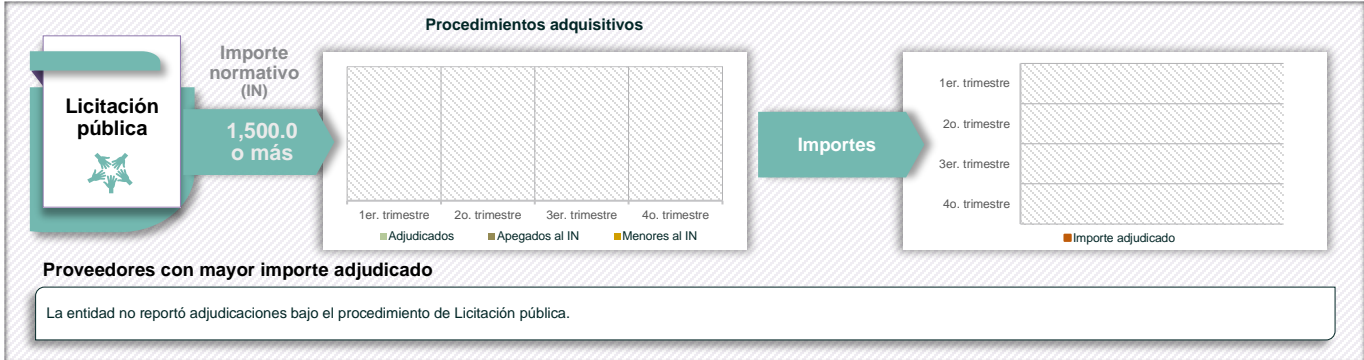 Procedimientos adquisitivos
Licitación
pública
Importe
normativo
(IN)
1,500.0
o más
1er. trimestre 2o. trimestre 3er. trimestre 4o. trimestre
Adjudicados Apegados al IN Menores al IN
Importes
1er. trimestre
2o. trimestre
3er. trimestre
4o. trimestre
Importe adjudicado
Proveedores con mayor importe adjudicado
La entidad no reportó adjudicaciones bajo el procedimiento de Licitación pública.